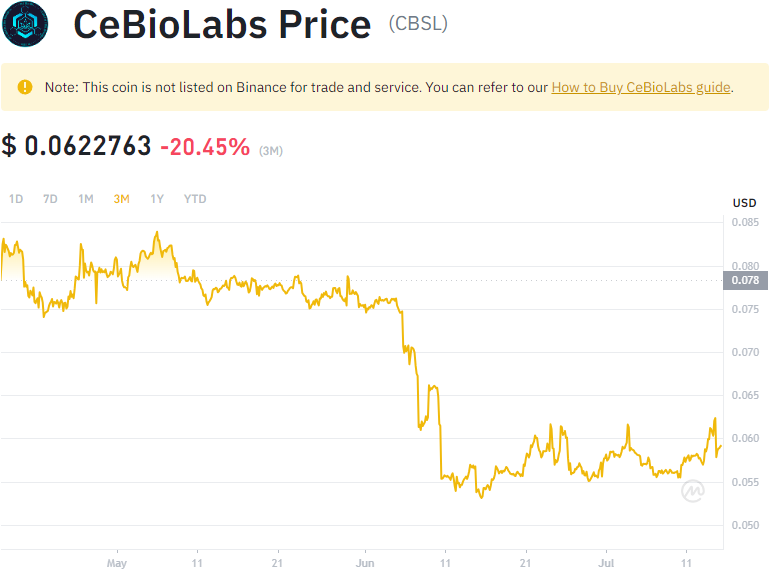 CeBioLabs Price (CBSL)
Note: This coin is not listed on Binance for trade and service. You can refer to our How to Buy CeBioLabs guide.
$ 0.0622763 -20.45% (3M)
1D 7D 1M 3M 1Y YTD
USD
0.085
0.080
0.078
0.075
0.070
0.065
0.060
0.055
0.050
May 11 21 Jun 11 21 Jul 11